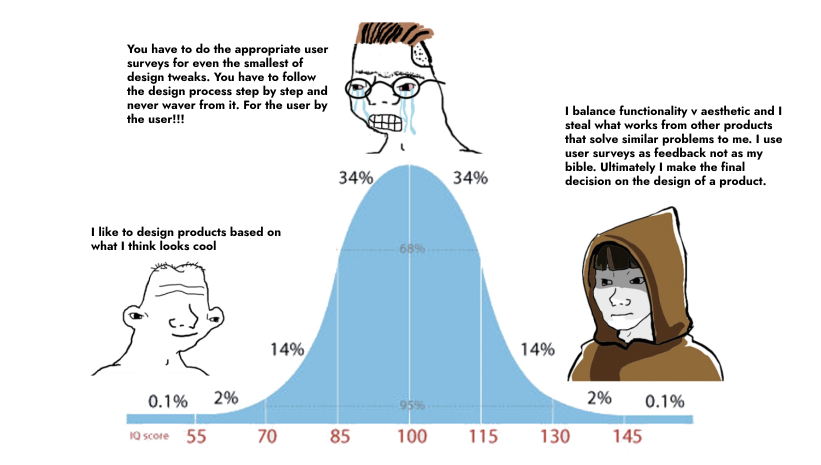 You have to do the appropriate user
surveys for even the smallest of
design tweaks. You have to follow
the design process step by step and
never waver from it. For the user by
the user!!!
I balance functionality v aesthetic and I
steal what works from other products
that solve similar problems to me. I use
user surveys as feedback not as my
bible. Ultimately I make the final
decision on the design of a product.
I like to design products based on
what I think looks cool
34%
34%
68%
14%
14%
0.1%
2%
95%
2%
0.1%
IQ score 55 70 85 100 115 130 145